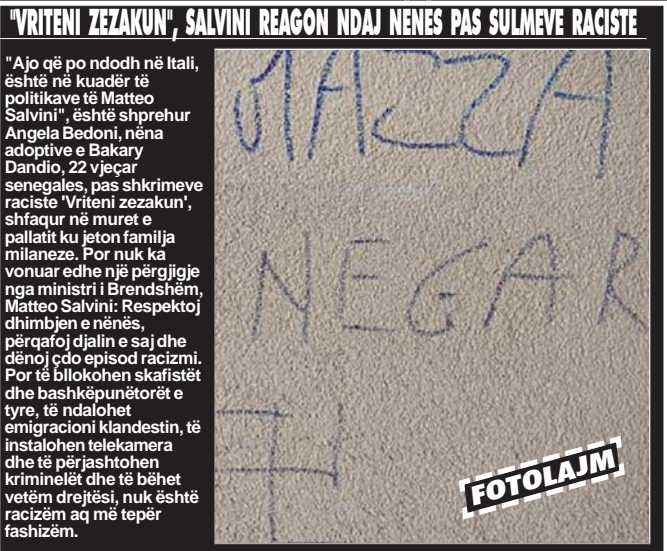 "VRITENI ZEZAKUN", SALVINI REAGON NDAJ NENES PAS SULMEVE RACISTE
"Ajo që po ndodh në Itali,
është në kuadër të
politikave të Matteo
Salvini", është shprehur
Angela Bedoni, nëna
adoptive e Bakary
Dandio, 22 vjeçar
senegales, pas shkrimeve
raciste 'Vriteni zezakun',
shfaqur në muret e
pallatit ku jeton familja
milaneze. Por nuk ka
vonuar edhe një përgjigje
nga ministri i Brendshëm,
Matteo Salvini: Respektoj
dhimbjen e nënës,
përqafoj djalin e saj dhe
dënoj çdo episod racizmi.
Por të bllokohen skafistët
dhe bashkëpunëtorët e
tyre, të ndalohet
emigracioni klandestin, të
instalohen telekamera
dhe të përjashtohen
kriminelët dhe të bëhet
vetëm drejtësi, nuk është
racizëm aq më tepër
fashizëm.
MAZZA
NEGAR
FOTOLAJM